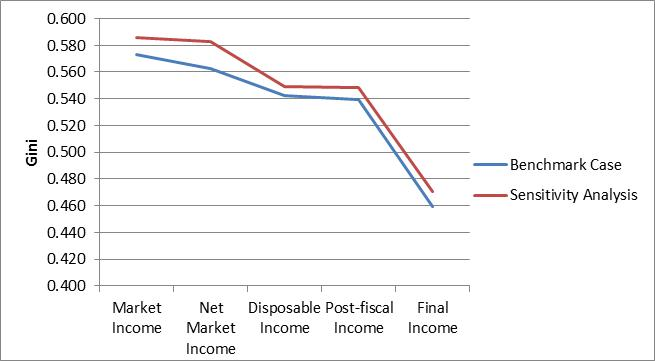 0.600
0.580
0.560
0.540
0.520
0.500
0.480
0.460
0.440
0.420
0.400
Gini
Market
Income
Net
Market
Income
Disposable
Income
Post-fiscal
Income
Final
Income
Benchmark Case
Sensitivity Analysis